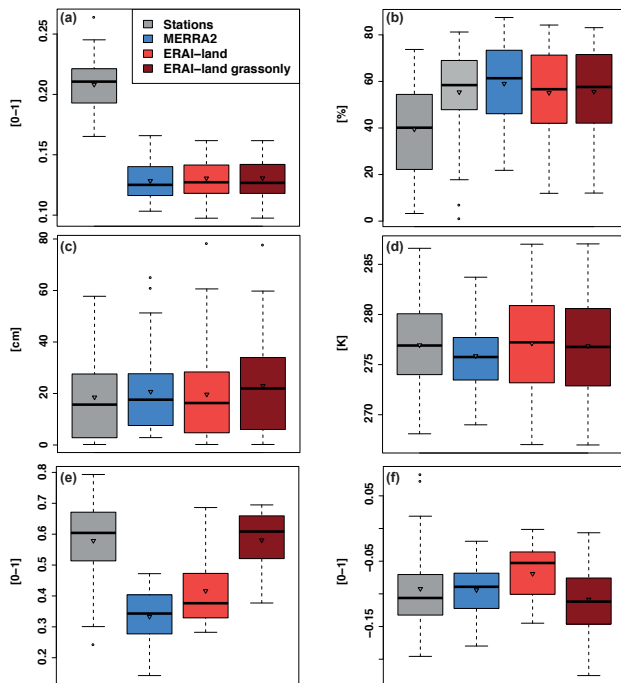 (a)
Stations
MERRA2
ERAI−land
ERAI−land grassonly
[0−1]
0.25
0.20
0.15
0.10
(b)
[%]
80
60
40
20
0
(c)
[cm]
80
60
40
20
0
(d)
[K]
285
280
275
270
(e)
[0−1]
0.8
0.7
0.6
0.5
0.4
0.3
0.2
(f)
[0−1]
0.05
−0.05
−0.15